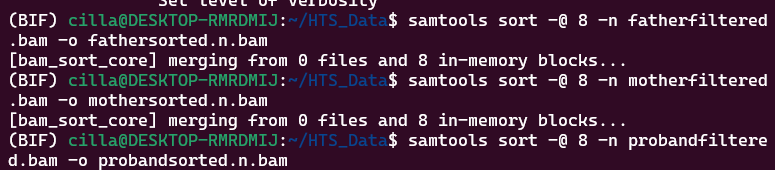 Set level of verbosity
(BIF) cilla@DESKTOP-RMRDMIJ:~/HTS_Data$ samtools sort -@ 8 -n fatherfiltered
.bam -o fathersorted.n.bam
[bam_sort_core] merging from 0 files and 8 in-memory blocks...
(BIF) cilla@DESKTOP-RMRDMIJ:~/HTS_Data$ samtools sort -@ 8 -n motherfiltered
.bam -o mothersorted.n.bam
[bam_sort_core] merging from 0 files and 8 in-memory blocks...
(BIF) cilla@DESKTOP-RMRDMIJ:~/HTS_Data$ samtools sort -@ 8 -n probandfiltere
d.bam -o probandsorted.n.bam